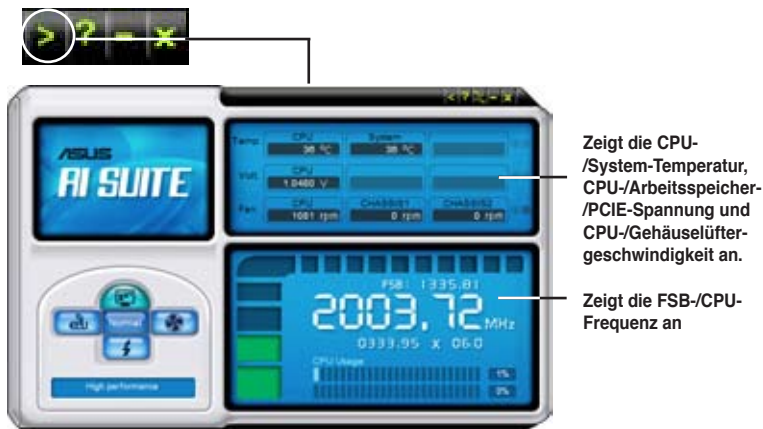 > ? - x
< ? - x
ASUS
AI SUITE
Temp
CPU
System
38 ºC
38 ºC
Volt
CPU
1.0480 V
Fan
CPU
CHASSIS1
CHASSIS2
1081 rpm
0 rpm
0 rpm
FSB: 1335.81
2003.72 MHz
0333.95 x 06.0
CPU Usage
1%
0%
Normal
High performance
Zeigt die CPU-
/System-Temperatur,
CPU-/Arbeitsspeicher-
/PCIE-Spannung und
CPU-/Gehäuselüfter-
geschwindigkeit an.
Zeigt die FSB-/CPU-
Frequenz an